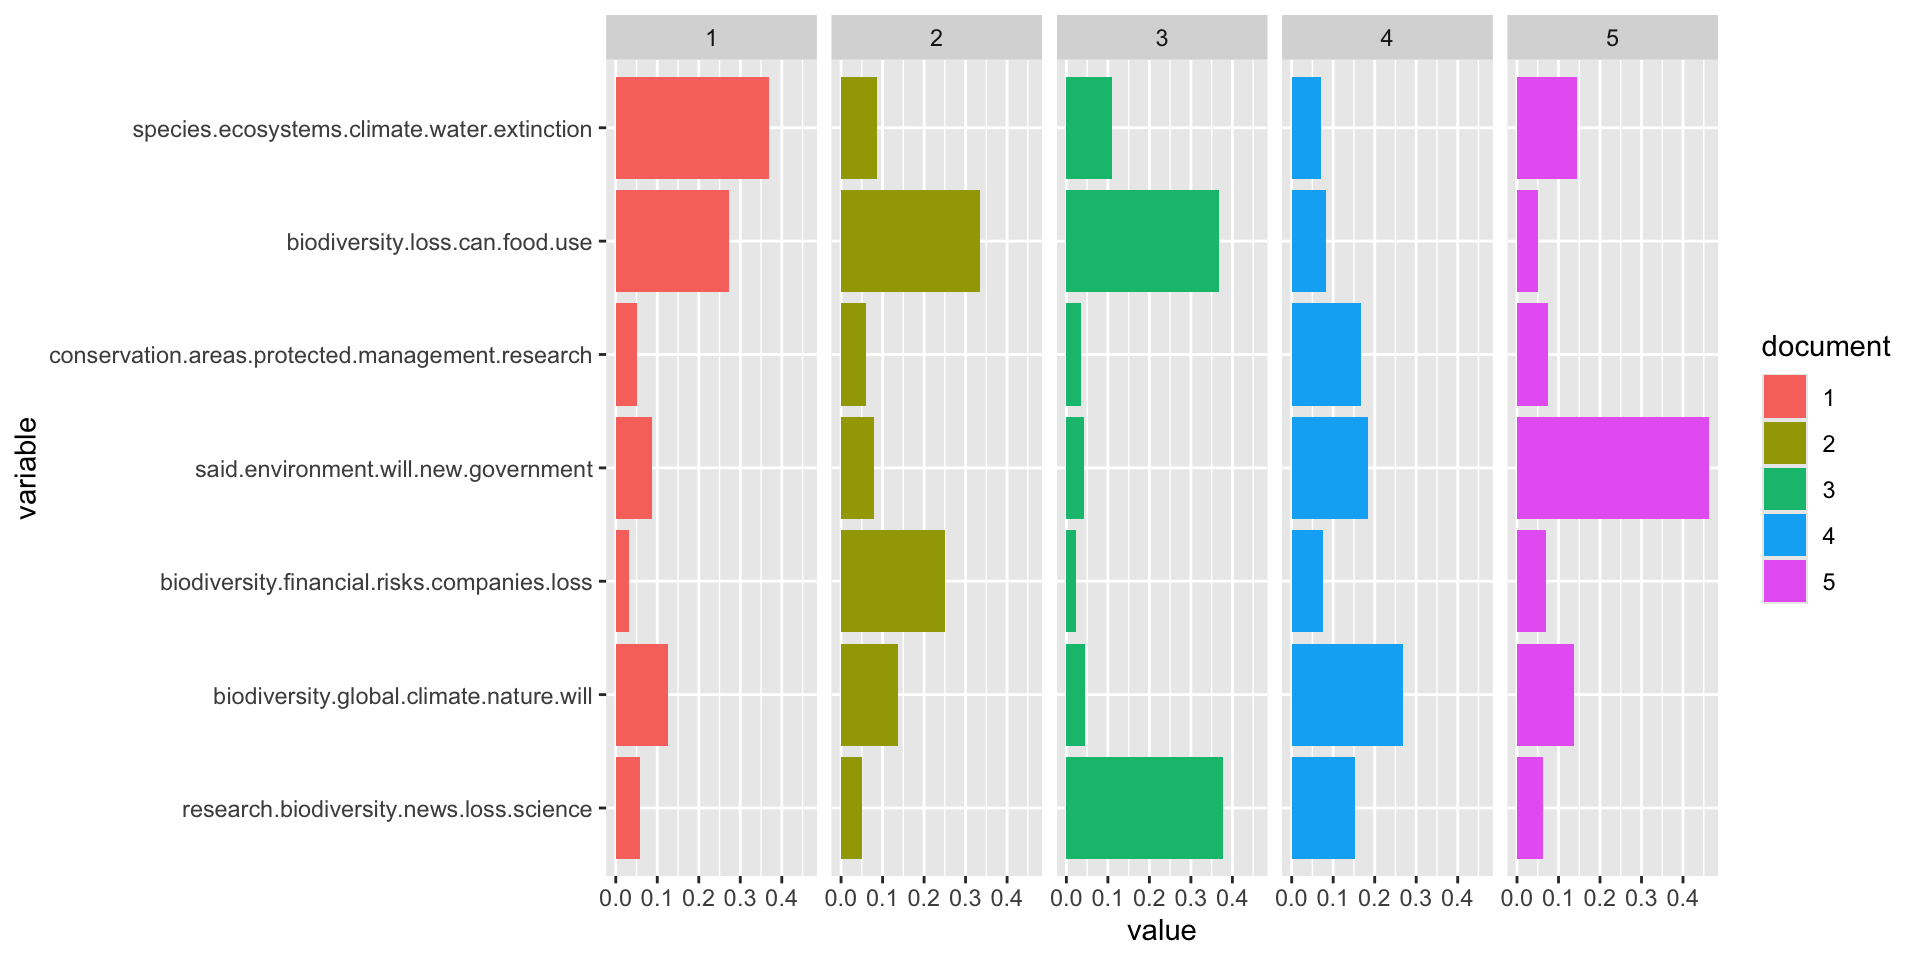 1 2 3 4 5
species.ecosystems.climate.water.extinction
biodiversity.loss.can.food.use
conservation.areas.protected.management.research
said.environment.will.new.government
biodiversity.financial.risks.companies.loss
biodiversity.global.climate.nature.will
research.biodiversity.news.loss.science
variable
0.0 0.1 0.2 0.3 0.4 0.0 0.1 0.2 0.3 0.4 0.0 0.1 0.2 0.3 0.4 0.0 0.1 0.2 0.3 0.4 0.0 0.1 0.2 0.3 0.4
value
document
1
2
3
4
5